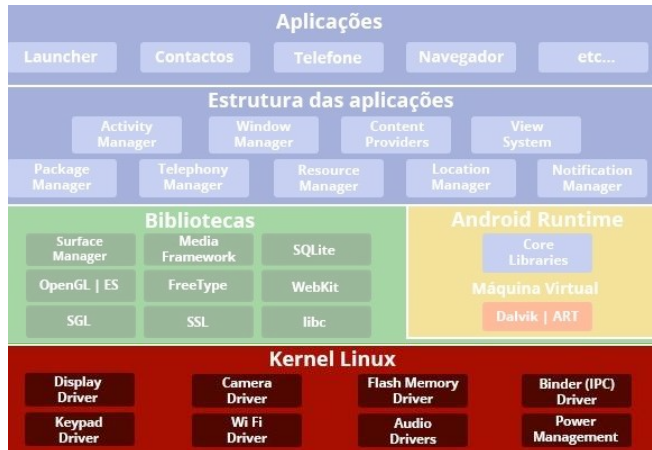 Aplicações
Launcher
Contactos
Telefone
Navegador
etc...
Estrutura das aplicações
Activity
Manager
Window
Manager
Content
Providers
View
System
Package
Manager
Telephony
Manager
Resource
Manager
Location
Manager
Notification
Manager
Bibliotecas
Surface
Manager
Media
Framework
SQLite
OpenGL | ES
FreeType
WebKit
SGL
SSL
libc
Android Runtime
Core
Libraries
Máquina Virtual
Dalvik | ART
Kernel Linux
Display
Driver
Camera
Driver
Flash Memory
Driver
Binder (IPC)
Driver
Keypad
Driver
Wi Fi
Driver
Audio
Drivers
Power
Management